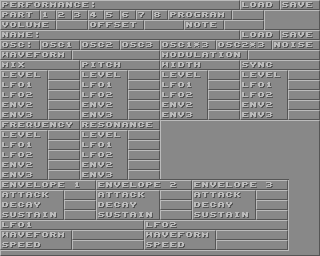 PERFORMANCE: LOAD SAVE
PART 1 2 3 4 5 6 7 8 PROGRAM
VOLUME OFFSET NOTE
NAME: LOAD SAVE
OSC: OSC1 OSC2 OSC3 OSC1*3 OSC2*3 NOISE
WAVEFORM MODULATION
MIX PITCH WIDTH SYNC
LEVEL LEVEL LEVEL LEVEL
LFO1 LFO1 LFO1 LFO1
LFO2 LFO2 LFO2 LFO2
ENV2 ENV2 ENV2 ENV2
ENV3 ENV3 ENV3 ENV3
FREQUENCY RESONANCE
LEVEL LEVEL
LFO1 LFO1
LFO2 LFO2
ENV2 ENV2
ENV3 ENV3
ENVELOPE 1 ENVELOPE 2 ENVELOPE 3
ATTACK ATTACK ATTACK
DECAY DECAY DECAY
SUSTAIN SUSTAIN SUSTAIN
LFO1 LFO2
WAVEFORM WAVEFORM
SPEED SPEED